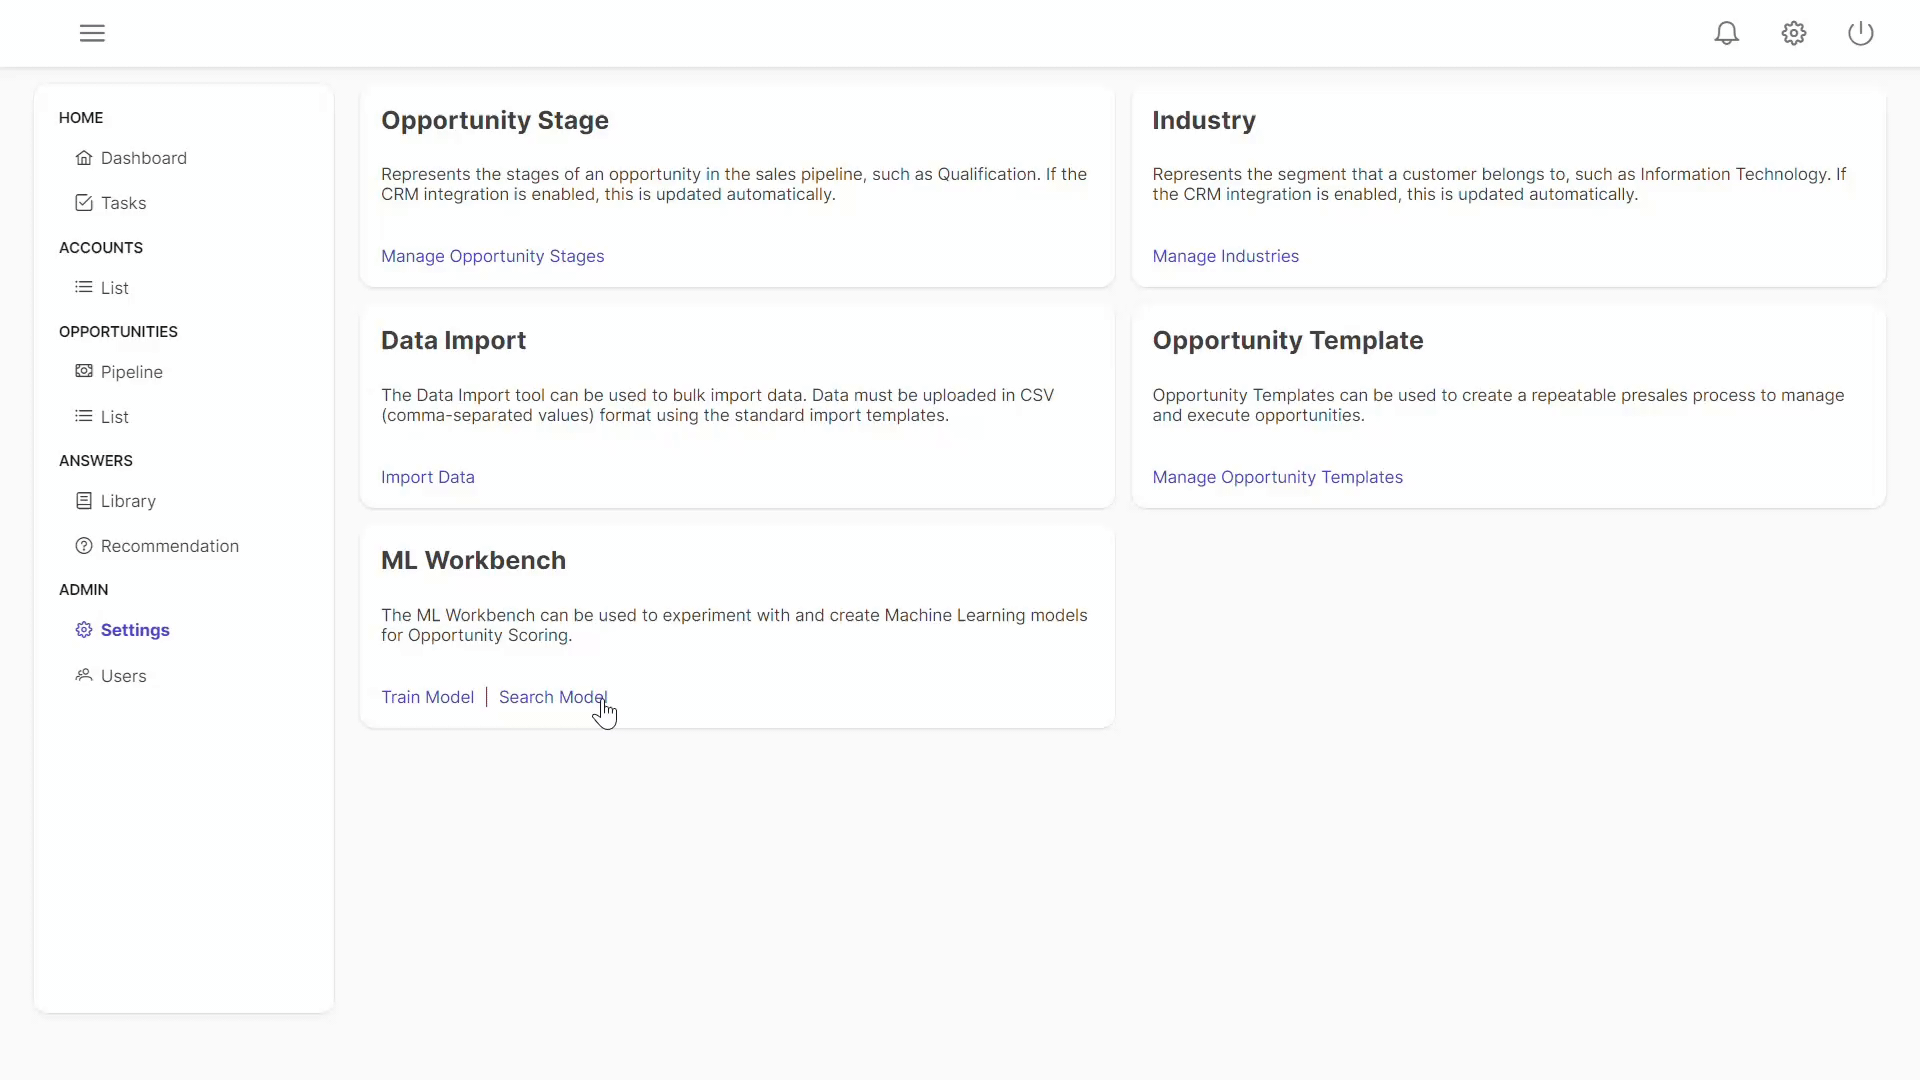 HOME
Dashboard
Tasks
ACCOUNTS
List
OPPORTUNITIES
Pipeline
List
ANSWERS
Library
Recommendation
ADMIN
Settings
Users
Opportunity Stage
Represents the stages of an opportunity in the sales pipeline, such as Qualification. If the
CRM integration is enabled, this is updated automatically.
Manage Opportunity Stages
Industry
Represents the segment that a customer belongs to, such as Information Technology. If
the CRM integration is enabled, this is updated automatically.
Manage Industries
Data Import
The Data Import tool can be used to bulk import data. Data must be uploaded in CSV
(comma-separated values) format using the standard import templates.
Import Data
Opportunity Template
Opportunity Templates can be used to create a repeatable presales process to manage
and execute opportunities.
Manage Opportunity Templates
ML Workbench
The ML Workbench can be used to experiment with and create Machine Learning models
for Opportunity Scoring.
Train Model | Search Model